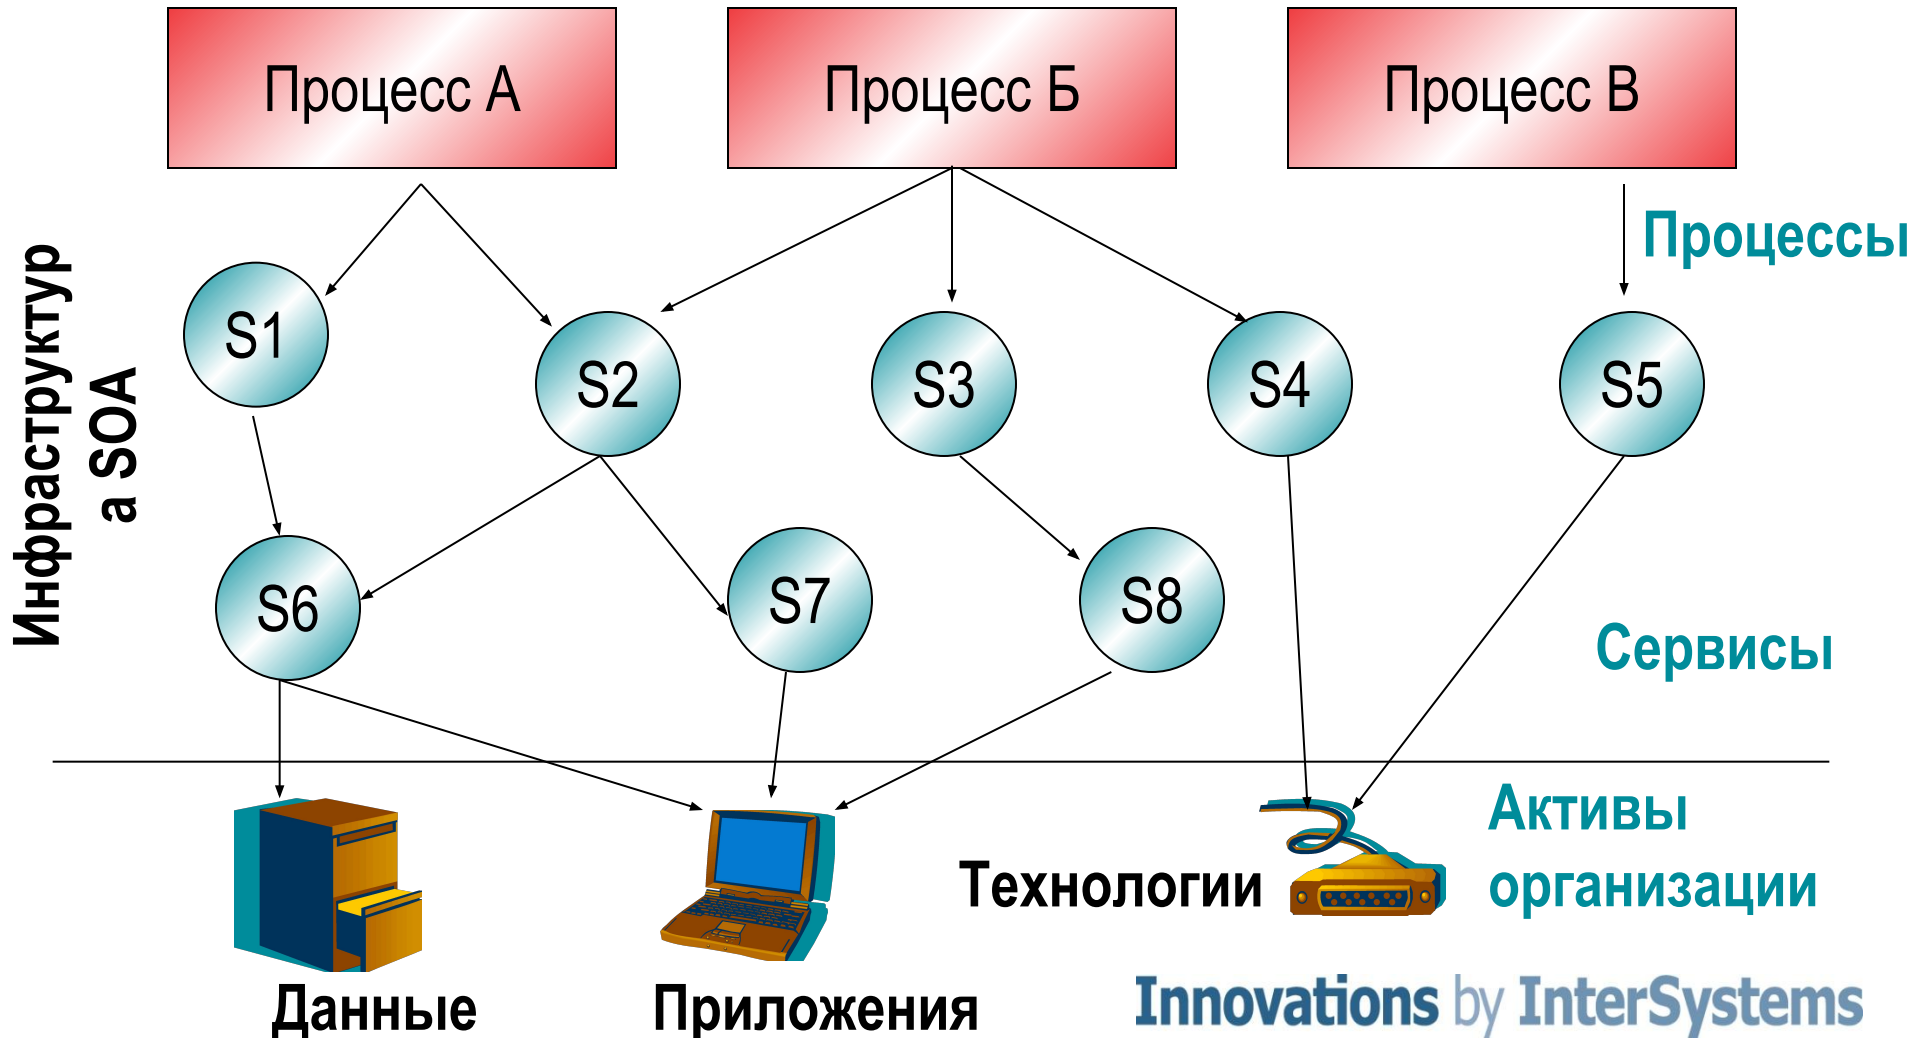 Процесс А
Процесс Б
Процесс В
Процессы
Инфраструктур
а SOA
S1
S2
S3
S4
S5
S6
S7
S8
Сервисы
Активы
организации
Технологии
Данные
Приложения
Innovations by InterSystems